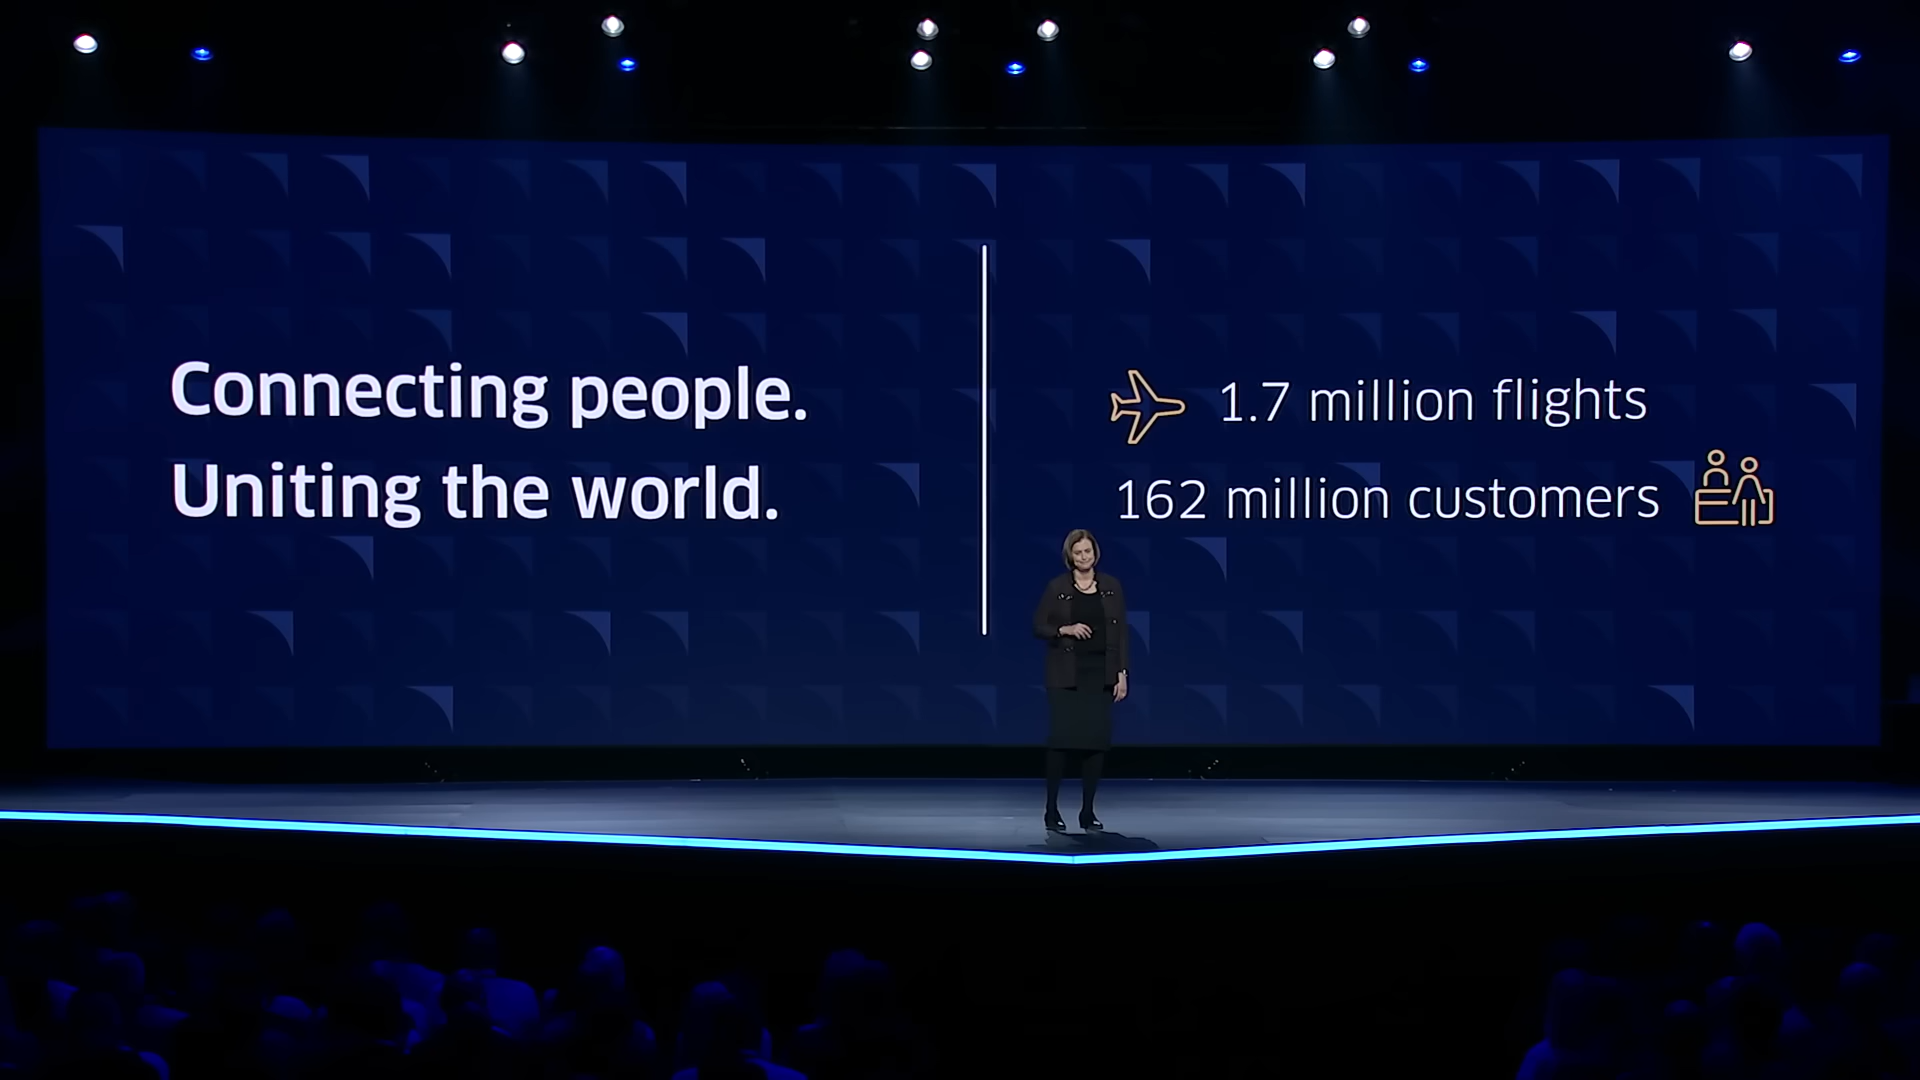 Connecting people.
Uniting the world.
1.7 million flights
162 million customers